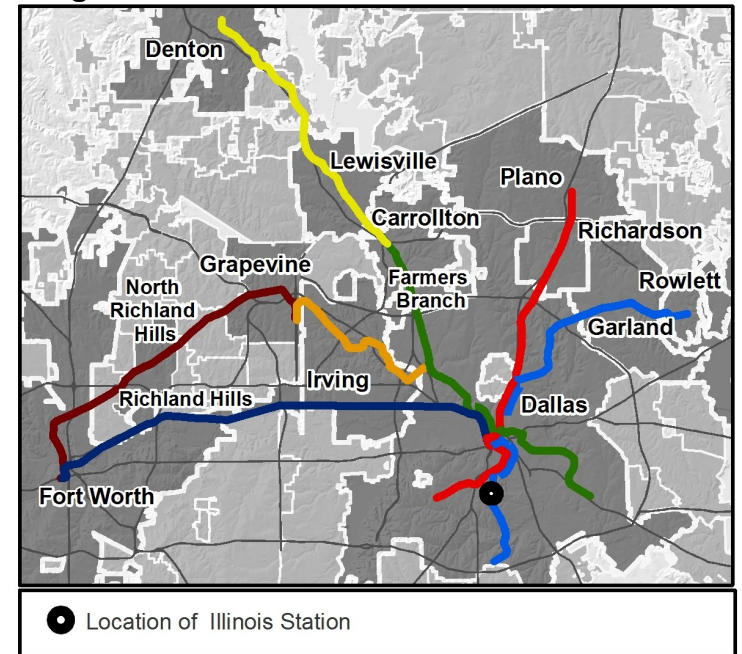 Denton
Lewisville
Plano
Carrollton
Richardson
Grapevine
Farmers
Branch
Rowlett
North
Richland
Hills
Garland
Irving
Richland Hills
Dallas
Fort Worth
Location of Illinois Station